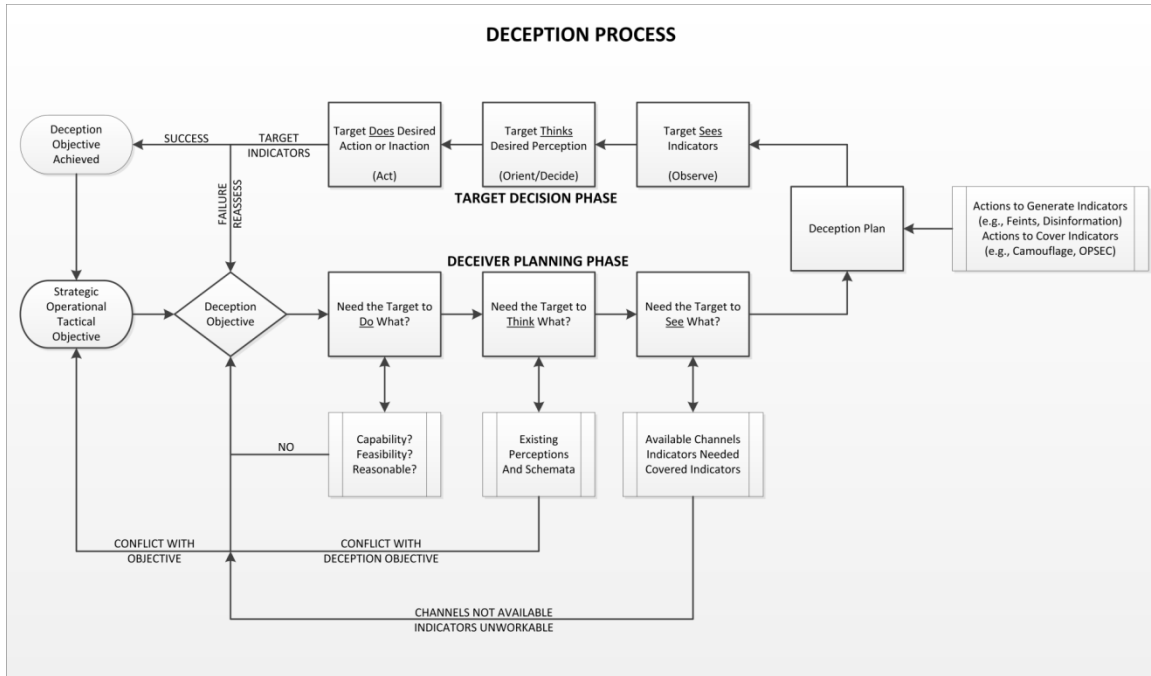 DECEPTION PROCESS
Deception
Objective
Achieved
SUCCESS
TARGET
INDICATORS
Target Does Desired
Action or Inaction
(Act)
Target Thinks
Desired Perception
(Orient/Decide)
Target Sees
Indicators
(Observe)
TARGET DECISION PHASE
FAILURE
REASSESS
Deception Plan
Actions to Generate Indicators
(e.g., Feints, Disinformation)
Actions to Cover Indicators
(e.g., Camouflage, OPSEC)
DECEIVER PLANNING PHASE
Strategic
Operational
Tactical
Objective
Deception
Objective
Need the Target to
Do What?
Need the Target to
Think What?
Need the Target to
See What?
NO
Capability?
Feasibility?
Reasonable?
Existing
Perceptions
And Schemata
Available Channels
Indicators Needed
Covered Indicators
CONFLICT WITH
OBJECTIVE
CONFLICT WITH
DECEPTION OBJECTIVE
CHANNELS NOT AVAILABLE
INDICATORS UNWORKABLE